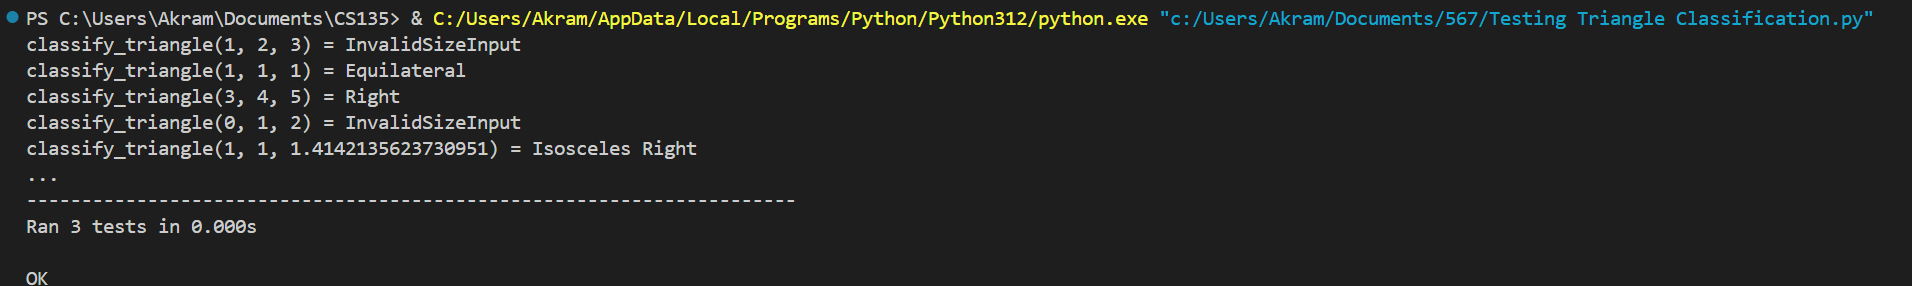 PS C:\Users\Akram\Documents\CS135> & C:/Users/Akram/AppData/Local/Programs/Python/Python312/python.exe "c:/Users/Akram/Documents/567/Testing Triangle Classification.py"
classify_triangle(1, 2, 3) = InvalidSizeInput
classify_triangle(1, 1, 1) = Equilateral
classify_triangle(3, 4, 5) = Right
classify_triangle(0, 1, 2) = InvalidSizeInput
classify_triangle(1, 1, 1.4142135623730951) = Isosceles Right
...
----------------------------------------------------------------------
Ran 3 tests in 0.000s

OK